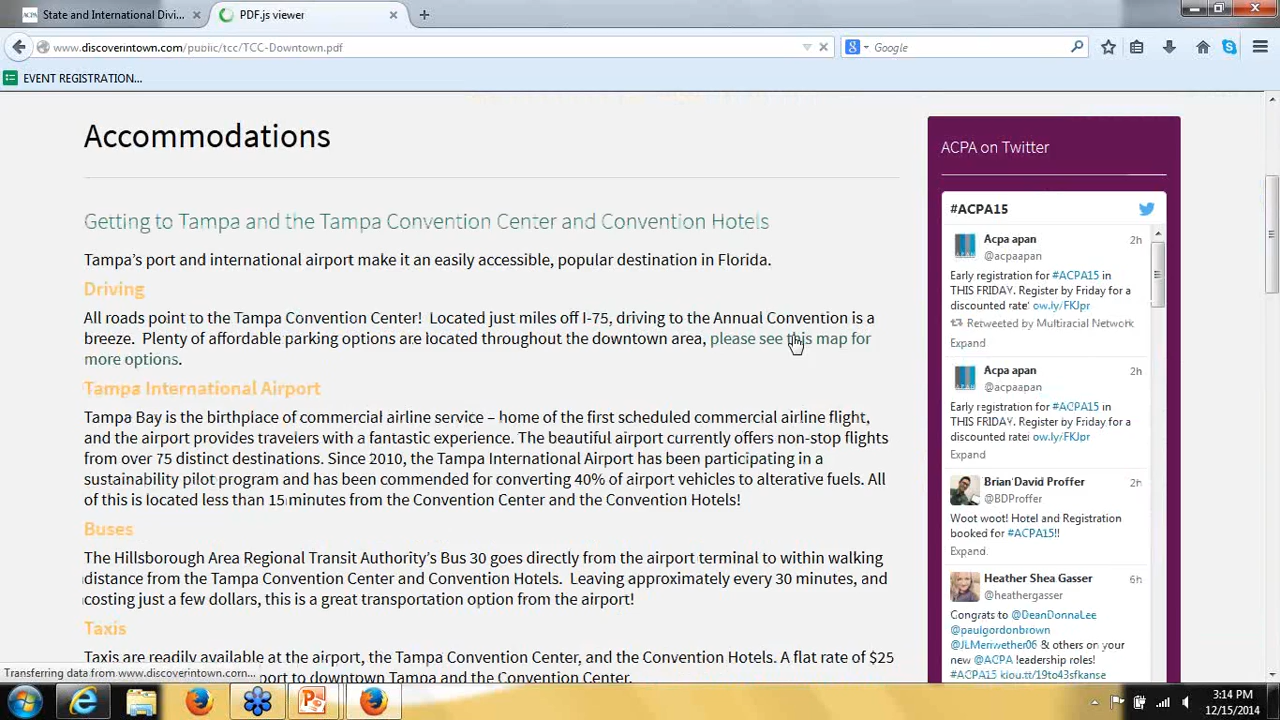 State and International Divi...
PDF.js viewer
www.discoverintown.com/public/tcc/TCC-Downtown.pdf
Google
EVENT REGISTRATION...
Accommodations
Getting to Tampa and the Tampa Convention Center and Convention Hotels
Tampa's port and international airport make it an easily accessible, popular destination in Florida.
Driving
All roads point to the Tampa Convention Center! Located just miles off I-75, driving to the Annual Convention is a
breeze. Plenty of affordable parking options are located throughout the downtown area, please see this map for
more options.
Tampa International Airport
Tampa Bay is the birthplace of commercial airline service – home of the first scheduled commercial airline flight,
and the airport provides travelers with a fantastic experience. The beautiful airport currently offers non-stop flights
from over 75 distinct destinations. Since 2010, the Tampa International Airport has been participating in a
sustainability pilot program and has been commended for converting 40% of airport vehicles to alterative fuels. All
of this is located less than 15 minutes from the Convention Center and the Convention Hotels!
Buses
The Hillsborough Area Regional Transit Authority's Bus 30 goes directly from the airport terminal to within walking
distance from the Tampa Convention Center and Convention Hotels. Leaving approximately every 30 minutes, and
costing just a few dollars, this is a great transportation option from the airport!
Taxis
Taxis are readily available at the airport, the Tampa Convention Center, and the Convention Hotels. A flat rate of $25
port to downtown Tampa and the Convention Center.
ACPA on Twitter
#ACPA15
Acpa apan 2h
@acpaapan
Early registration for #ACPA15 in
THIS FRIDAY. Register by Friday for a
discounted rate! ow.ly/FKJpr
Retweeted by Multiracial Network
Expand
Acpa apan 2h
@acpaapan
Early registration for #ACPA15 in
THIS FRIDAY. Register by Friday for a
discounted rate! ow.ly/FKJpr
Expand
Brian David Proffer 2h
@BDProffer
Woot woot! Hotel and Registration
booked for #ACPA15!!
Expand
Heather Shea Gasser 6h
@heathergasser
Congrats to @DeanDonnaLee
@paulgordonbrown
@JLMeriwether06 & others on your
new @ACPA leadership roles!
#ACPA15 kiou.tt/19to43sfkanse
Transferring data from www.discoverintown.com...
3:14 PM
12/15/2014